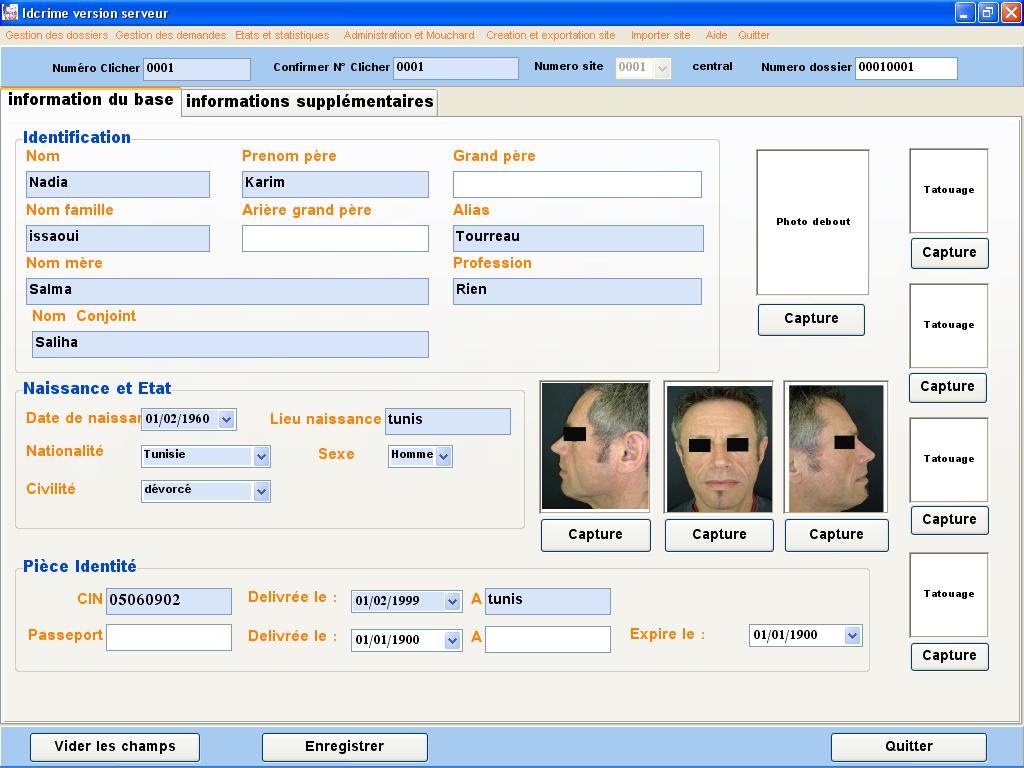 Idcrime version serveur
Gestion des dossiers Gestion des demandes Etats et statistiques Administration et Mouchard Creation et exportation site Importer site Aide Quitter
Numéro Clicher 0001 Confirmer N° Clicher 0001 Numero site 0001 central Numero dossier 00010001
information du base informations supplémentaires
Identification
Nom Prenom père Grand père
Nadia Karim
Nom famille Arière grand père Alias
issaoui Tourreau
Nom mère Profession
Salma Rien
Nom Conjoint
Saliha
Photo debout
Capture
Tatouage
Capture
Tatouage
Capture
Tatouage
Capture
Tatouage
Capture
Naissance et Etat
Date de naissar 01/02/1960 Lieu naissance tunis
Nationalité Tunisie Sexe Homme
Civilité dévorcé
Capture Capture Capture
Pièce Identité
CIN 05060902 Delivrée le : 01/02/1999 A tunis
Passeport Delivrée le : 01/01/1900 A Expire le : 01/01/1900
Vider les champs Enregistrer Quitter